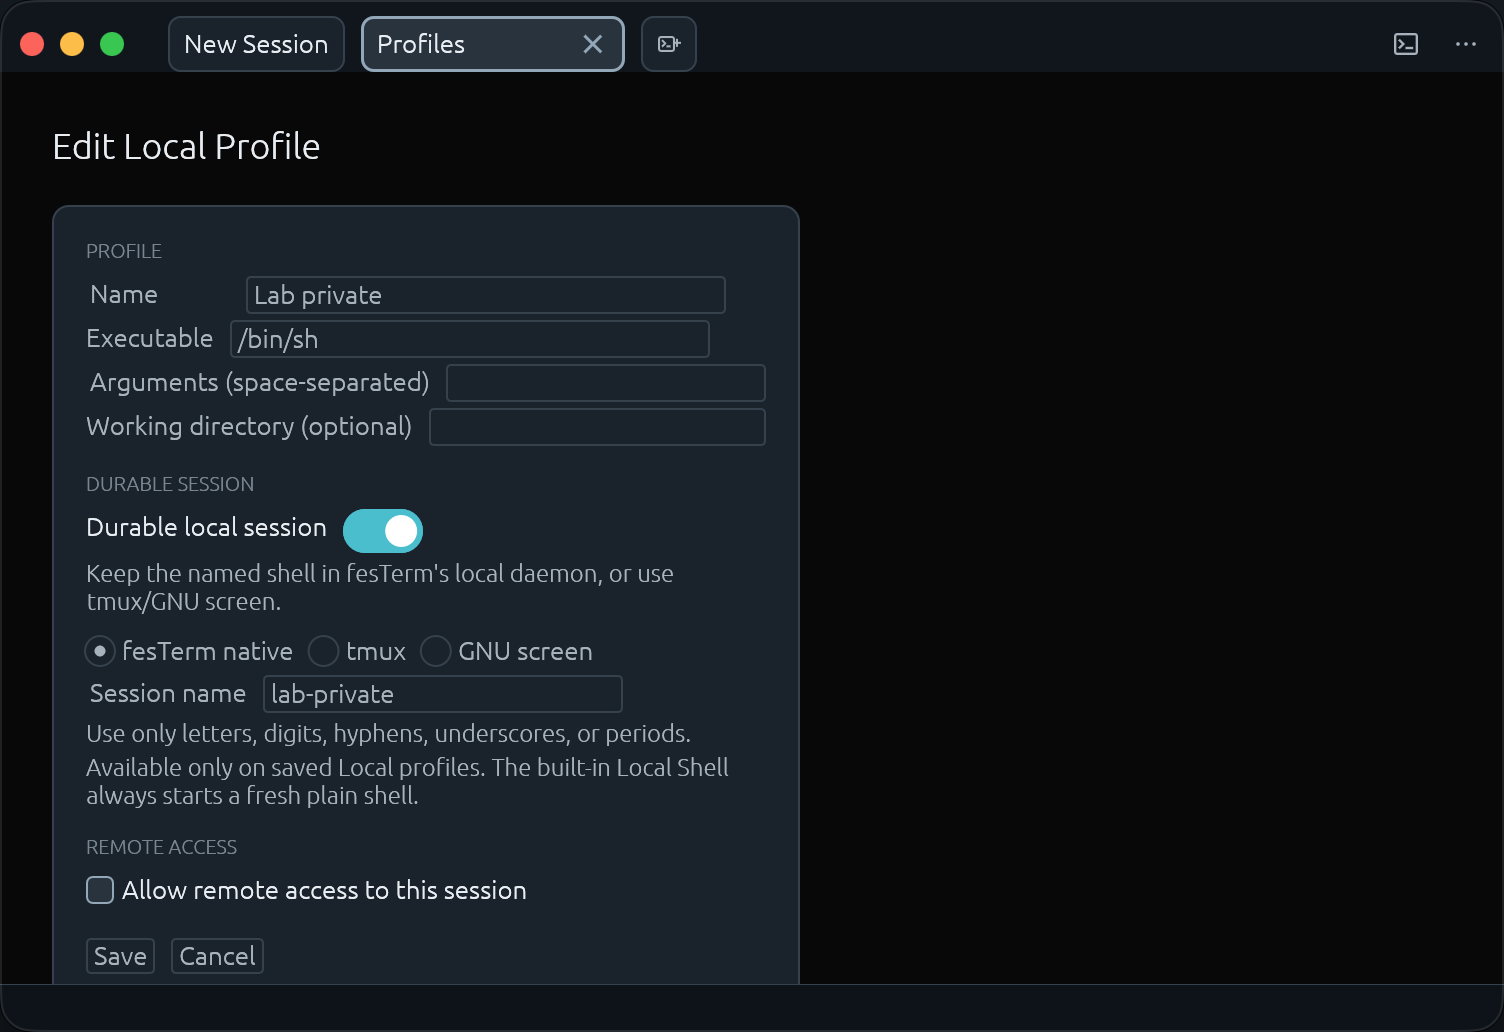 New Session
Profiles
Edit Local Profile
PROFILE
Name Lab private
Executable /bin/sh
Arguments (space-separated)
Working directory (optional)
DURABLE SESSION
Durable local session
Keep the named shell in fesTerm's local daemon, or use
tmux/GNU screen.
fesTerm native tmux GNU screen
Session name lab-private
Use only letters, digits, hyphens, underscores, or periods.
Available only on saved Local profiles. The built-in Local Shell
always starts a fresh plain shell.
REMOTE ACCESS
Allow remote access to this session
Save Cancel